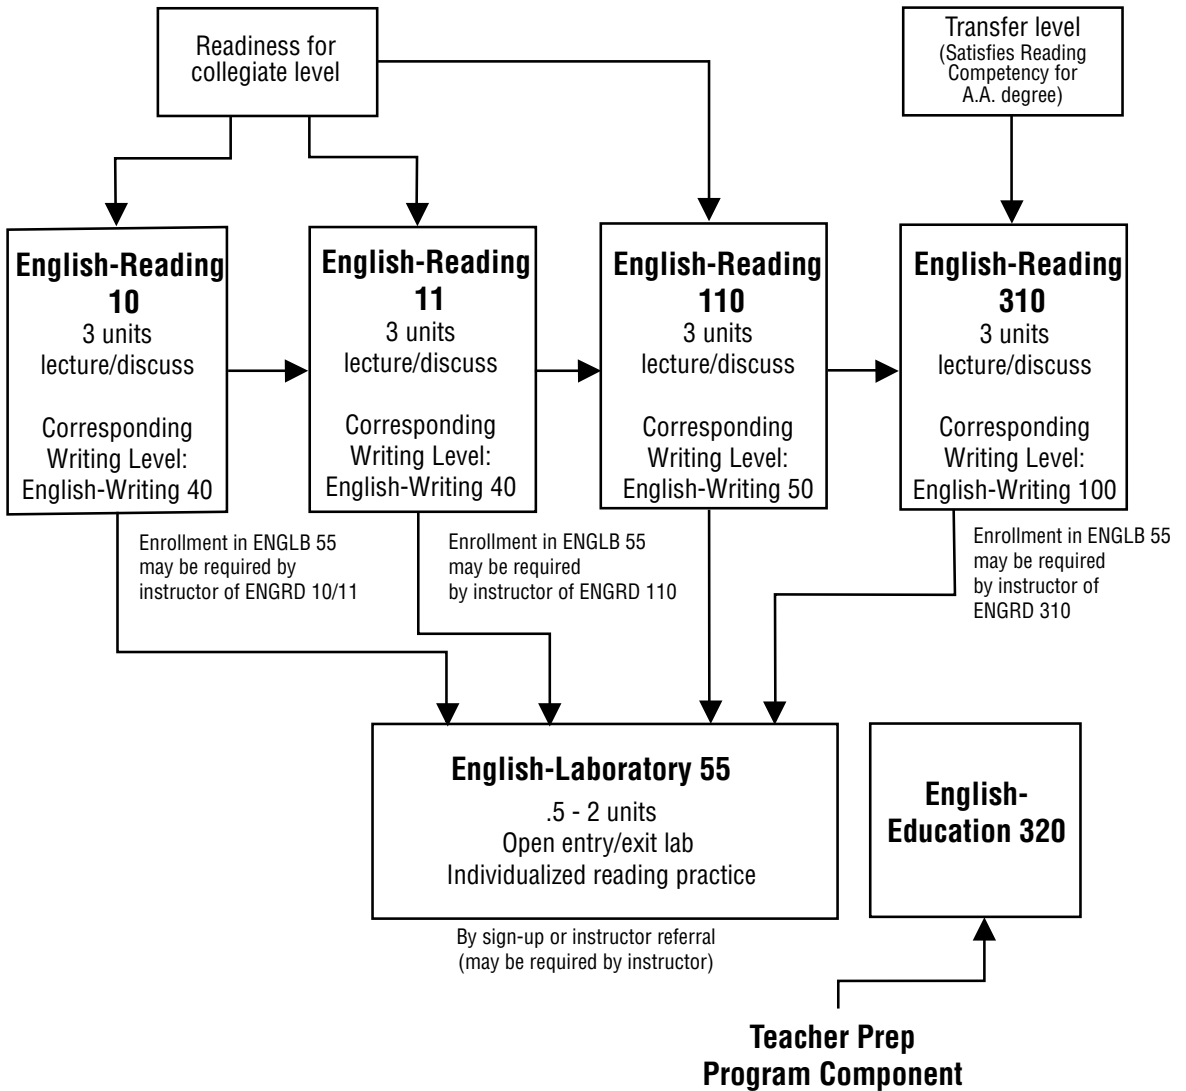 Readiness for
collegiate level
Transfer level
(Satisfies Reading
Competency for
A.A. degree)
English-Reading
10
3 units
lecture/discuss
Corresponding
Writing Level:
English-Writing 40
English-Reading
11
3 units
lecture/discuss
Corresponding
Writing Level:
English-Writing 40
English-Reading
110
3 units
lecture/discuss
Corresponding
Writing Level:
English-Writing 50
English-Reading
310
3 units
lecture/discuss
Corresponding
Writing Level:
English-Writing 100
Enrollment in ENGLB 55
may be required by
instructor of ENGRD 10/11
Enrollment in ENGLB 55
may be required
by instructor of ENGRD 110
Enrollment in ENGLB 55
may be required
by instructor of
ENGRD 310
English-Laboratory 55
.5 - 2 units
Open entry/exit lab
Individualized reading practice
By sign-up or instructor referral
(may be required by instructor)
English-
Education 320
Teacher Prep
Program Component